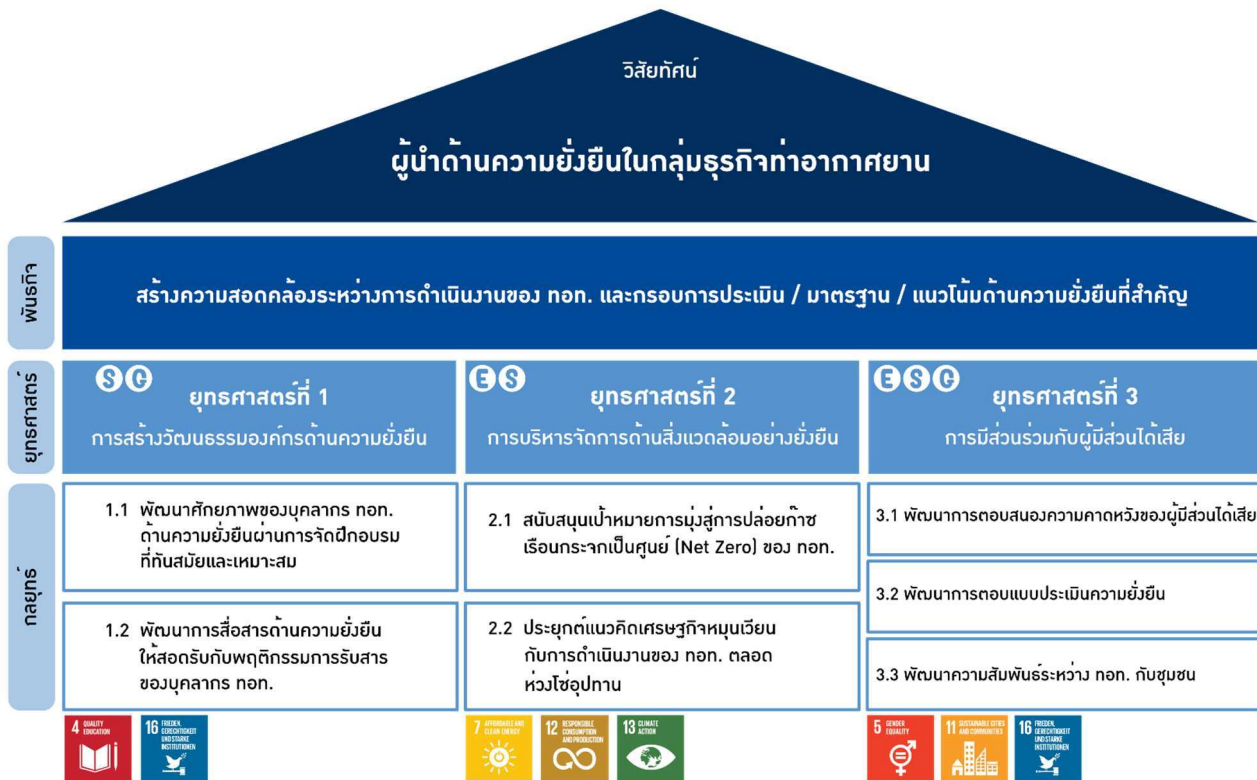 วิสัยทัศน์
ผู้นำด้านความยั่งยืนในกลุ่มธุรกิจท่าอากาศยาน
พันธกิจ
สร้างความสอดคล้องระหว่างการดำเนินงานของ ทอท. และกรอบการประเมิน / มาตรฐาน / แนวโน้มด้านความยั่งยืนที่สำคัญ
ยุทธศาสตร์
S G
ยุทธศาสตร์ที่ 1
การสร้างวัฒนธรรมองค์กรด้านความยั่งยืน
E S
ยุทธศาสตร์ที่ 2
การบริหารจัดการด้านสิ่งแวดล้อมอย่างยั่งยืน
E S G
ยุทธศาสตร์ที่ 3
การมีส่วนร่วมกับผู้มีส่วนได้เสีย
กลยุทธ์
1.1 พัฒนาศักยภาพของบุคลากร ทอท.
ด้านความยั่งยืนผ่านการจัดฝึกอบรม
ที่ทันสมัยและเหมาะสม
1.2 พัฒนาการสื่อสารด้านความยั่งยืน
ให้สอดรับกับพฤติกรรมการรับสาร
ของบุคลากร ทอท.
2.1 สนับสนุนเป้าหมายการมุ่งสู่การปล่อยก๊าซ
เรือนกระจกเป็นศูนย์ (Net Zero) ของ ทอท.
2.2 ประยุกต์แนวคิดเศรษฐกิจหมุนเวียน
กับการดำเนินงานของ ทอท. ตลอด
ห่วงโซ่อุปทาน
3.1 พัฒนาการตอบสนองความคาดหวังของผู้มีส่วนได้เสีย
3.2 พัฒนาการตอบแบบประเมินความยั่งยืน
3.3 พัฒนาความสัมพันธ์ระหว่าง ทอท. กับชุมชน
4 QUALITY
EDUCATION
16 FRIEDEN,
GERECHTIGKEIT
UND STARKE
INSTITUTIONEN
7 AFFORDABLE AND
CLEAN ENERGY
12 RESPONSIBLE
CONSUMPTION
AND PRODUCTION
13 CLIMATE
ACTION
5 GENDER
EQUALITY
11 SUSTAINABLE CITIES
AND COMMUNITIES
16 FRIEDEN,
GERECHTIGKEIT
UND STARKE
INSTITUTIONEN